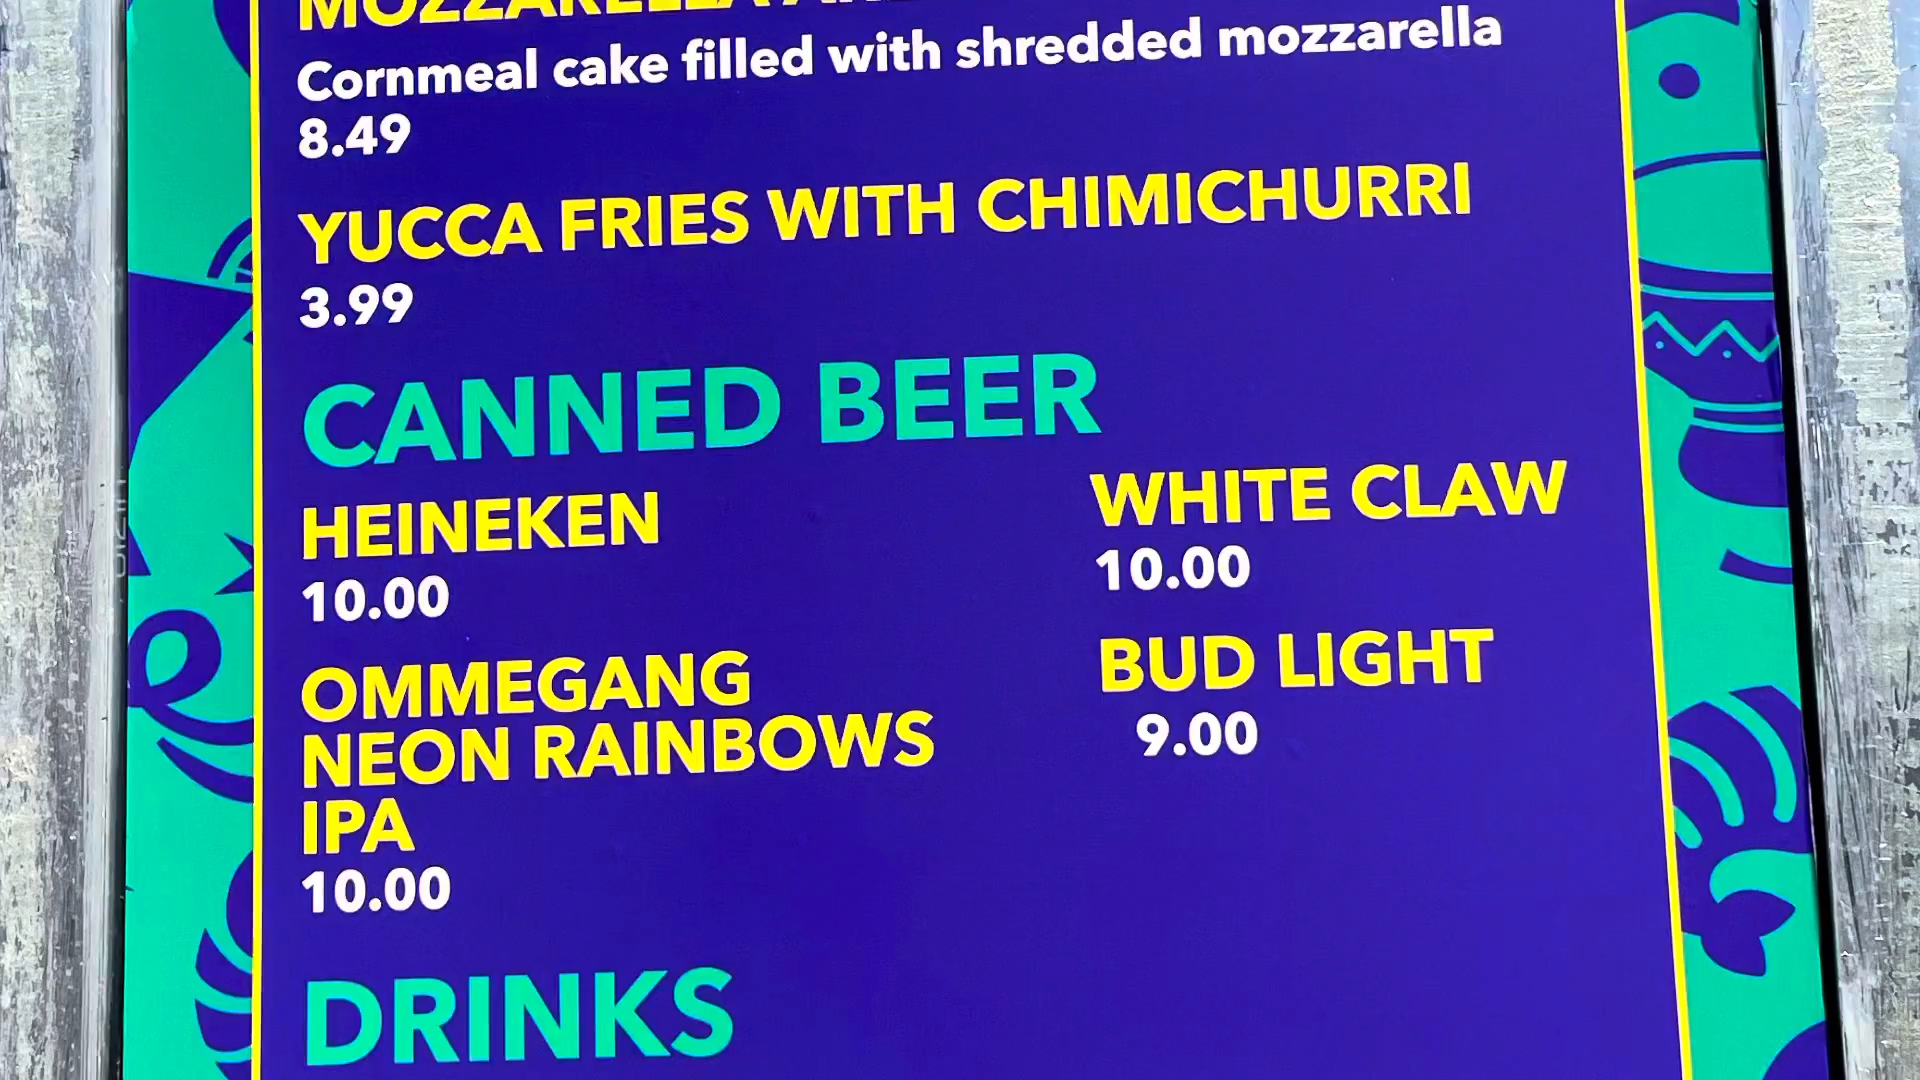 MOZZARELLA
Cornmeal cake filled with shredded mozzarella
8.49
YUCCA FRIES WITH CHIMICHURRI
3.99
CANNED BEER
HEINEKEN
10.00
OMMEGANG
NEON RAINBOWS
IPA
10.00
WHITE CLAW
10.00
BUD LIGHT
9.00
DRINKS